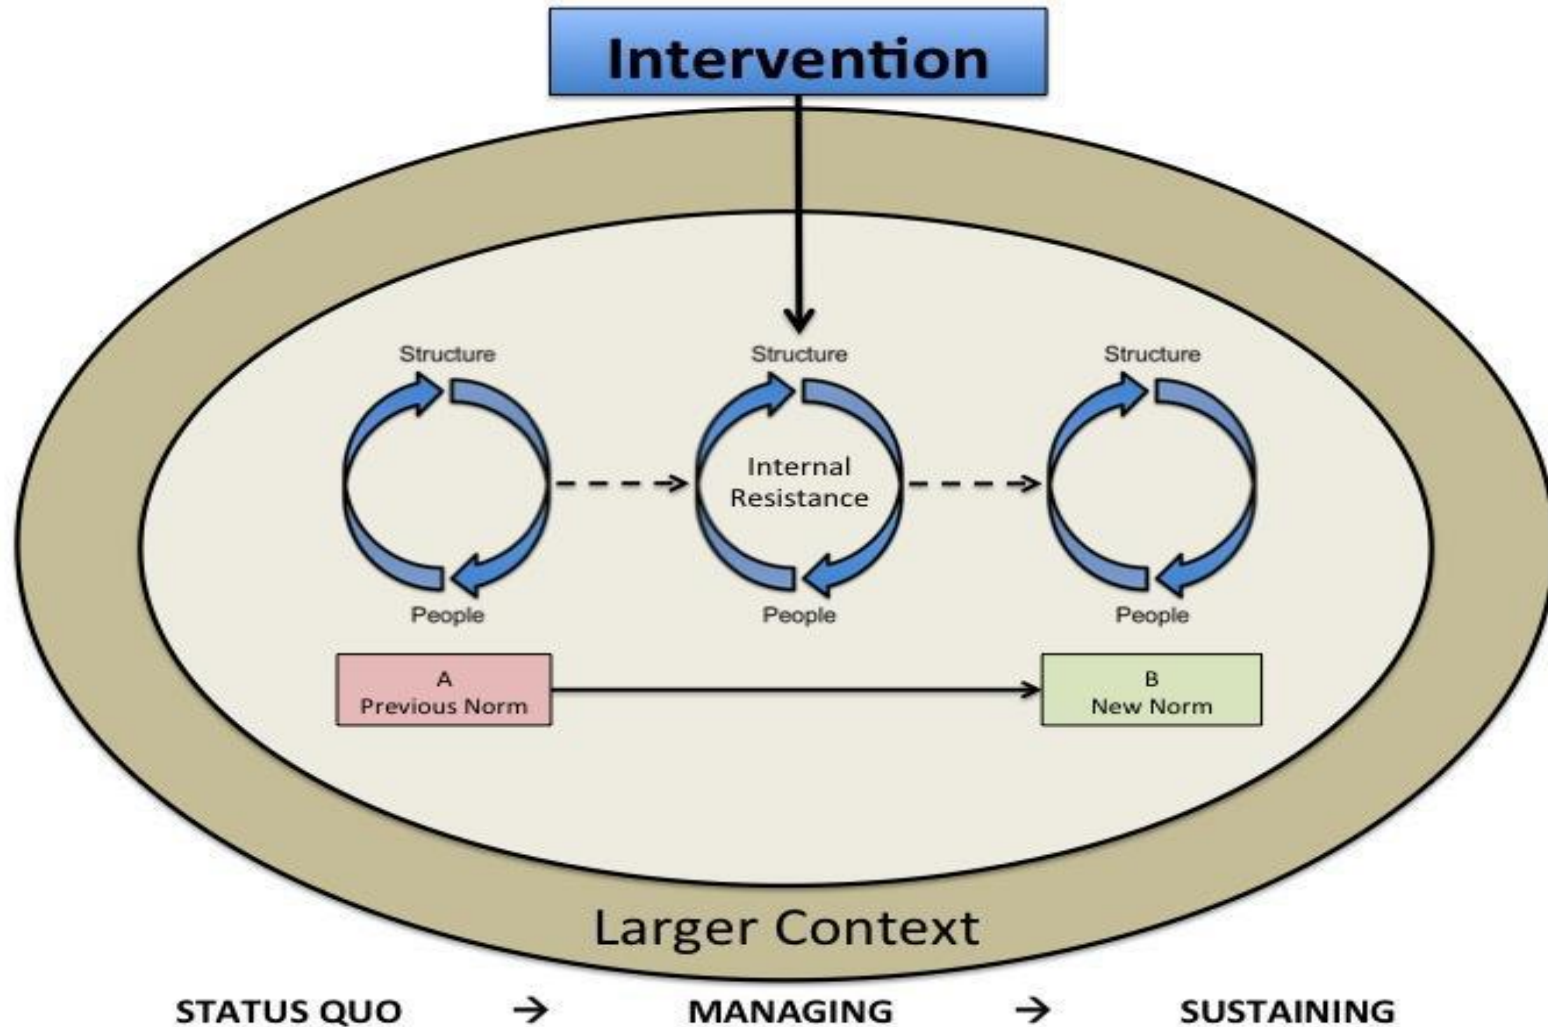 Intervention
Structure
Structure
Structure
Internal
Resistance
People
People
People
A
Previous Norm
B
New Norm
Larger Context
STATUS QUO → MANAGING → SUSTAINING